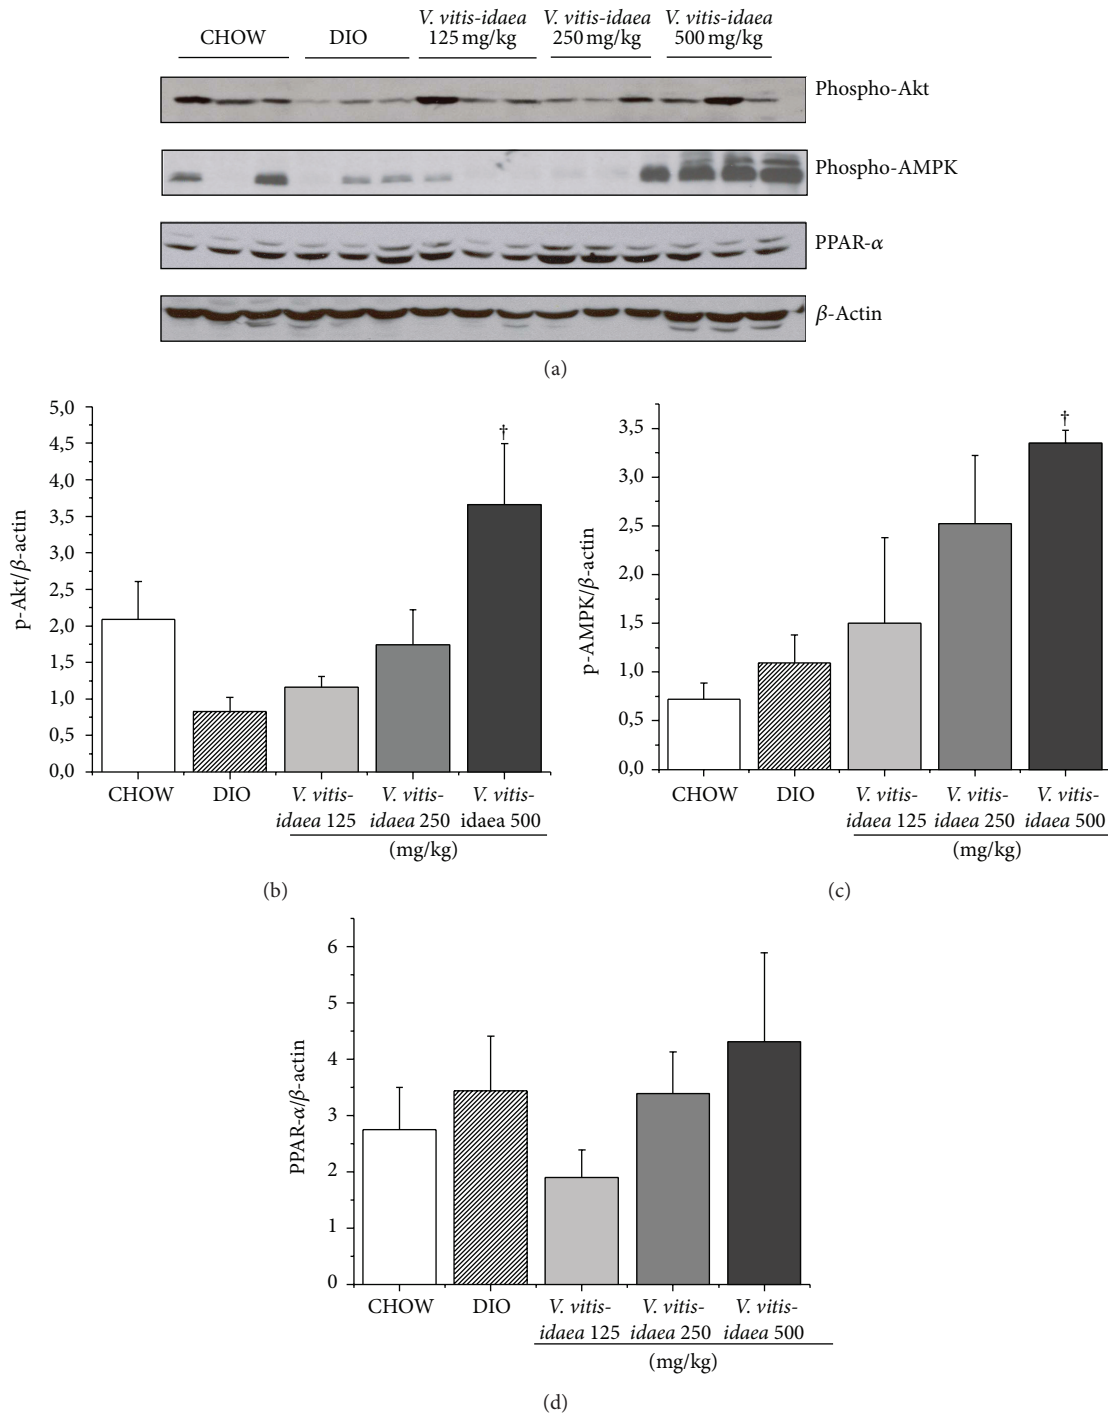 CHOW DIO V. vitis-idaea 125 mg/kg V. vitis-idaea 250 mg/kg V. vitis-idaea 500 mg/kg
Phospho-Akt
Phospho-AMPK
PPAR-α
β-Actin
(a)
5,0
4,5
4,0
3,5
3,0
2,5
2,0
1,5
1,0
0,5
0,0
p-Akt/β-actin
†
CHOW DIO V. vitis- V. vitis- V. vitis-
idaea 125 idaea 250 idaea 500
(mg/kg)
(b)
3,5
3,0
2,5
2,0
1,5
1,0
0,5
0,0
p-AMPK/β-actin
†
CHOW DIO V. vitis- V. vitis- V. vitis-
idaea 125 idaea 250 idaea 500
(mg/kg)
(c)
6
5
4
3
2
1
0
PPAR-α/β-actin
CHOW DIO V. vitis- V. vitis- V. vitis-
idaea 125 idaea 250 idaea 500
(mg/kg)
(d)